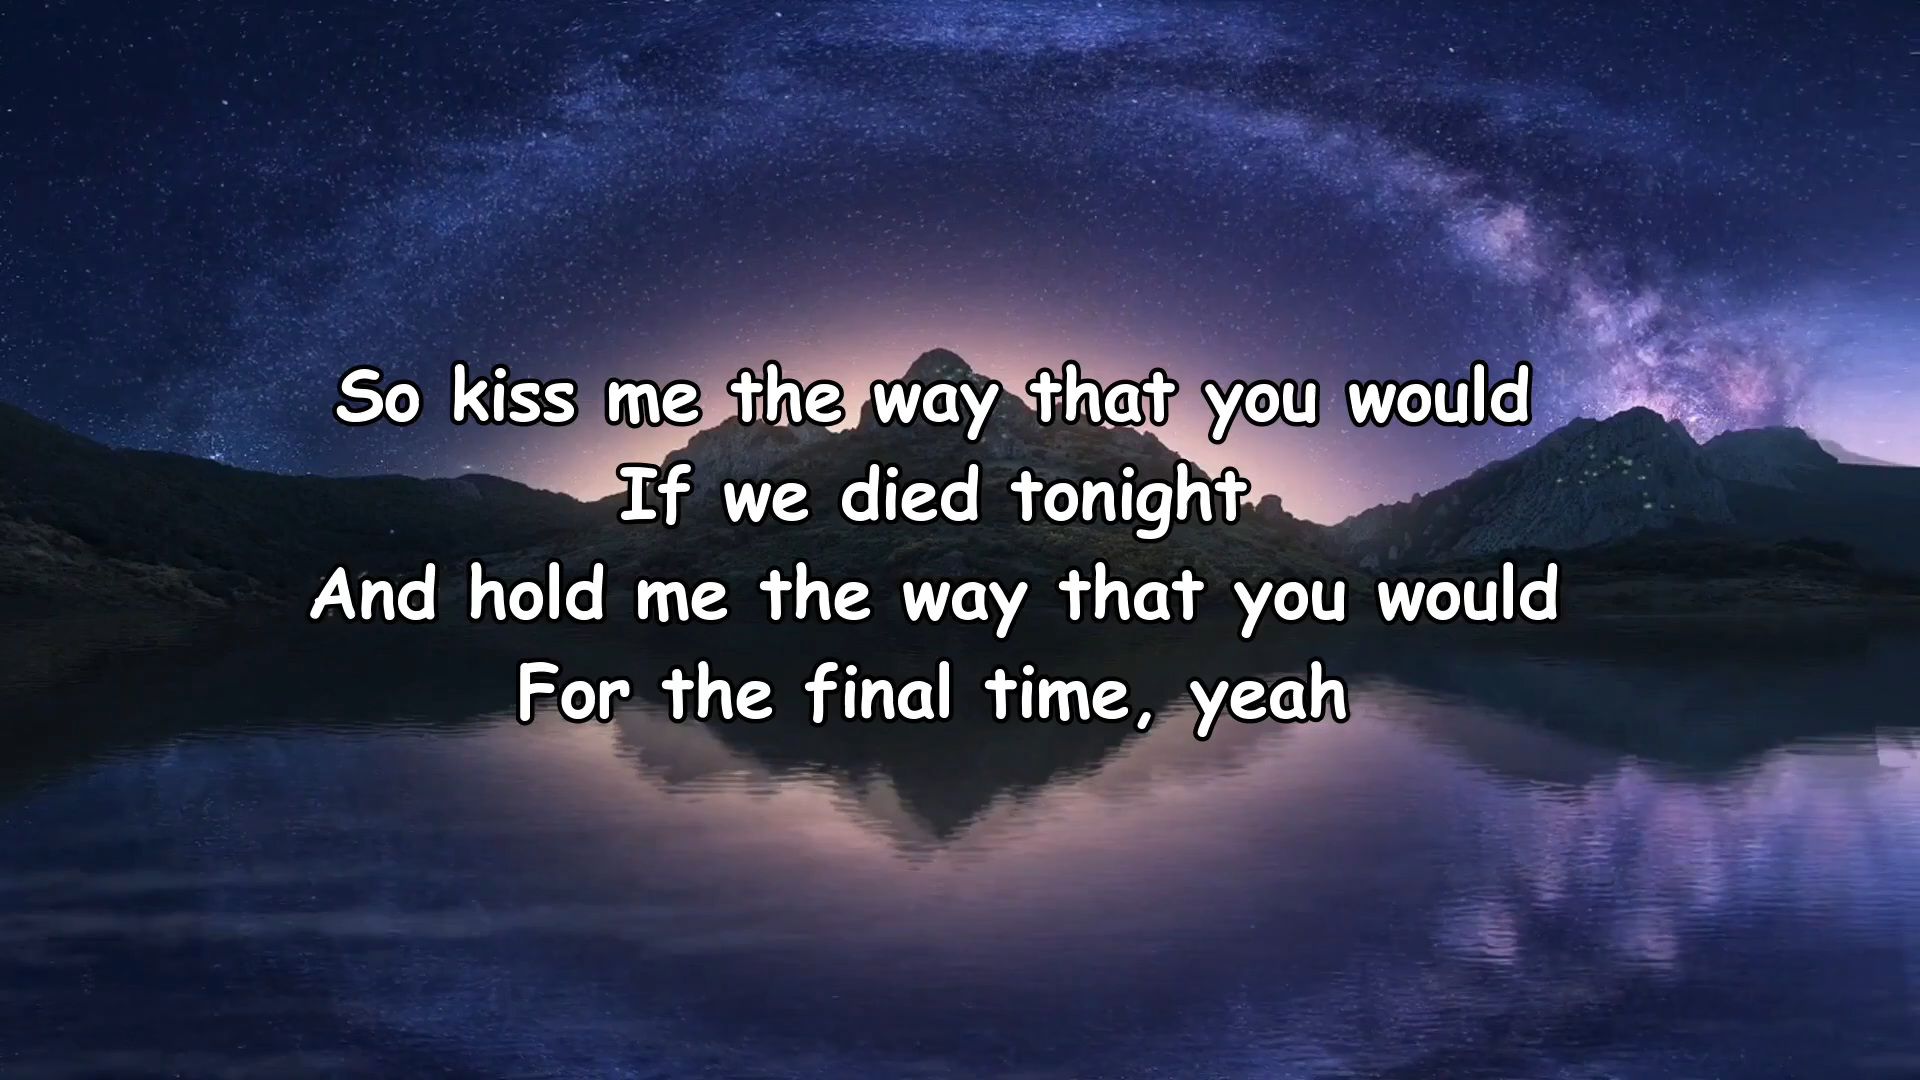 So kiss me the way that you would
If we died tonight
And hold me the way that you would
For the final time, yeah